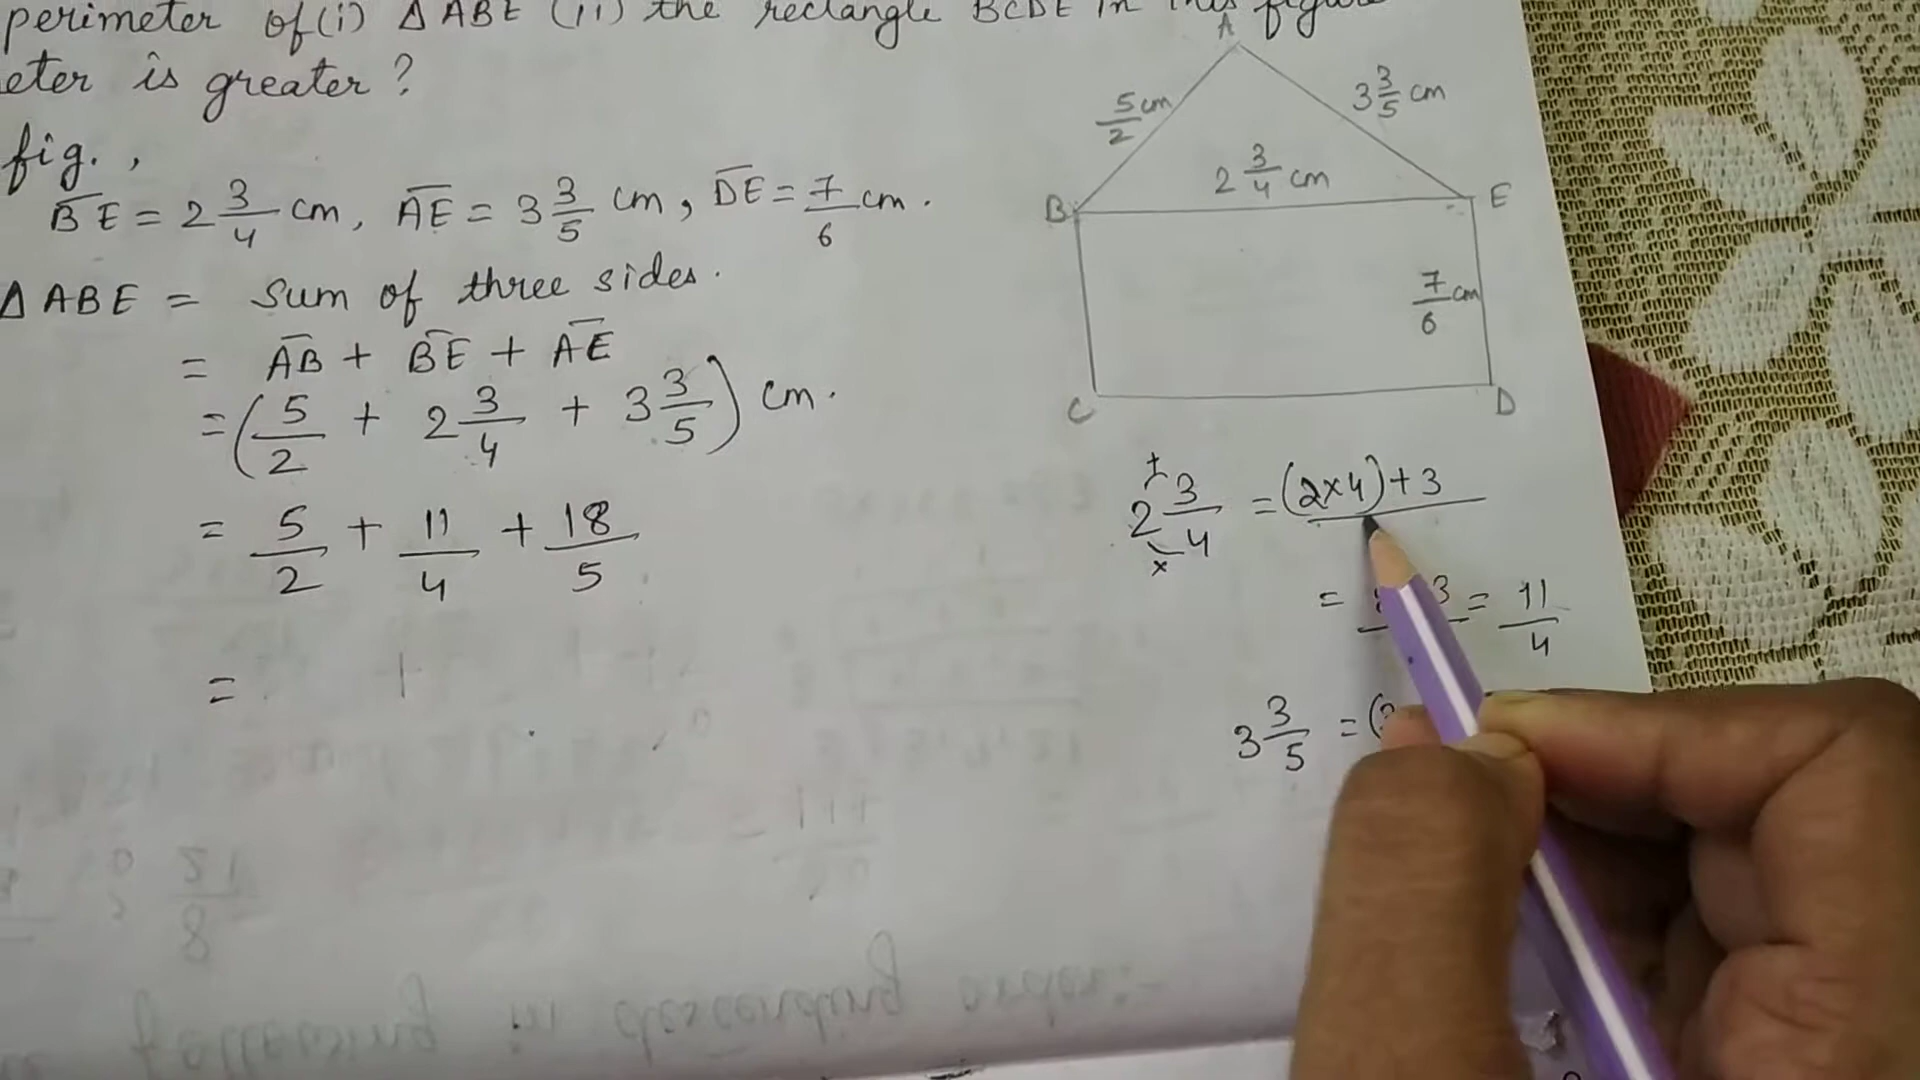 perimeter of (i) Δ ABE (ii) the rectangle BCDE in this figure
eter is greater?
fig.,
BE = 2 3/4 cm, AE = 3 3/5 cm, DE = 7/6 cm.
Δ ABE = Sum of three sides.
= AB + BE + AE
= (5/2 + 2 3/4 + 3 3/5) cm.
= 5/2 + 11/4 + 18/5
=
A
5/2 cm
3 3/5 cm
2 3/4 cm
B
E
7/6 cm
C
D
+
2 3/4 = (2×4)+3
×
= 3 = 11/4
3 3/5 = (